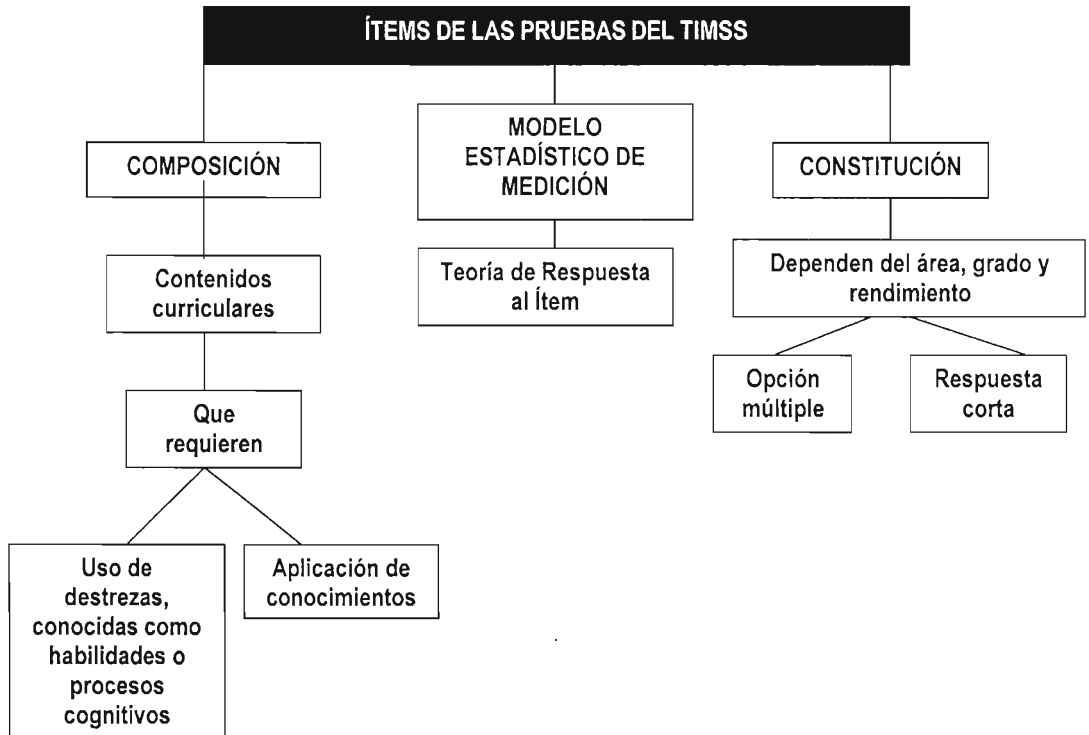 ÍTEMS DE LAS PRUEBAS DEL TIMSS
COMPOSICIÓN
MODELO
ESTADÍSTICO DE
MEDICIÓN
CONSTITUCIÓN
Contenidos
curriculares
Teoría de Respuesta
al Ítem
Dependen del área, grado y
rendimiento
Que
requieren
Opción
múltiple
Respuesta
corta
Uso de
destrezas,
conocidas como
habilidades o
procesos
cognitivos
Aplicación de
conocimientos